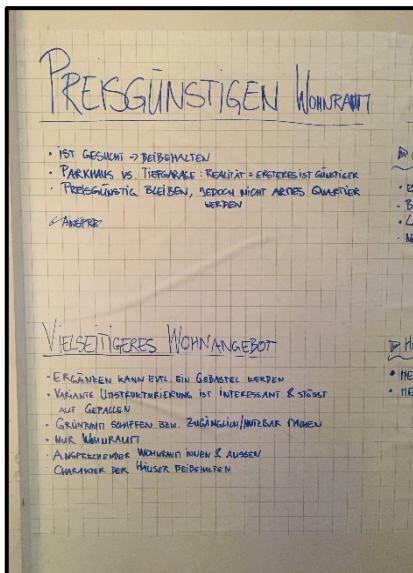 PREISGÜNSTIGEN WOHNRAUM
• IST GESUCHT → BEIBEHALTEN
• PARKHAUS VS. TIEFGARAGE: REALITÄT = ERSTERES IST GÜNSTIGER
• PREISGÜNSTIG BLEIBEN, JEDOCH NICHT ARMES QUARTIER
WERDEN
VIELSEITIGERES WOHNANGEBOT
• ERGÄNZEN KANN EVTL. EIN GEBASTEL WERDEN
• VARIANTE UMSTRUKTURIERUNG IST INTERESSANT & STÖSST
AUF GEFALLEN
• GRÜNRAUM SCHAFFEN BZW. ZUGÄNGLICH/NUTZBAR MACHEN
• NUR WOHNRAUM
• ANSPRECHENDER WOHNRAUM INNEN & AUSSEN
CHARAKTER DER HÄUSER BEIBEHALTEN